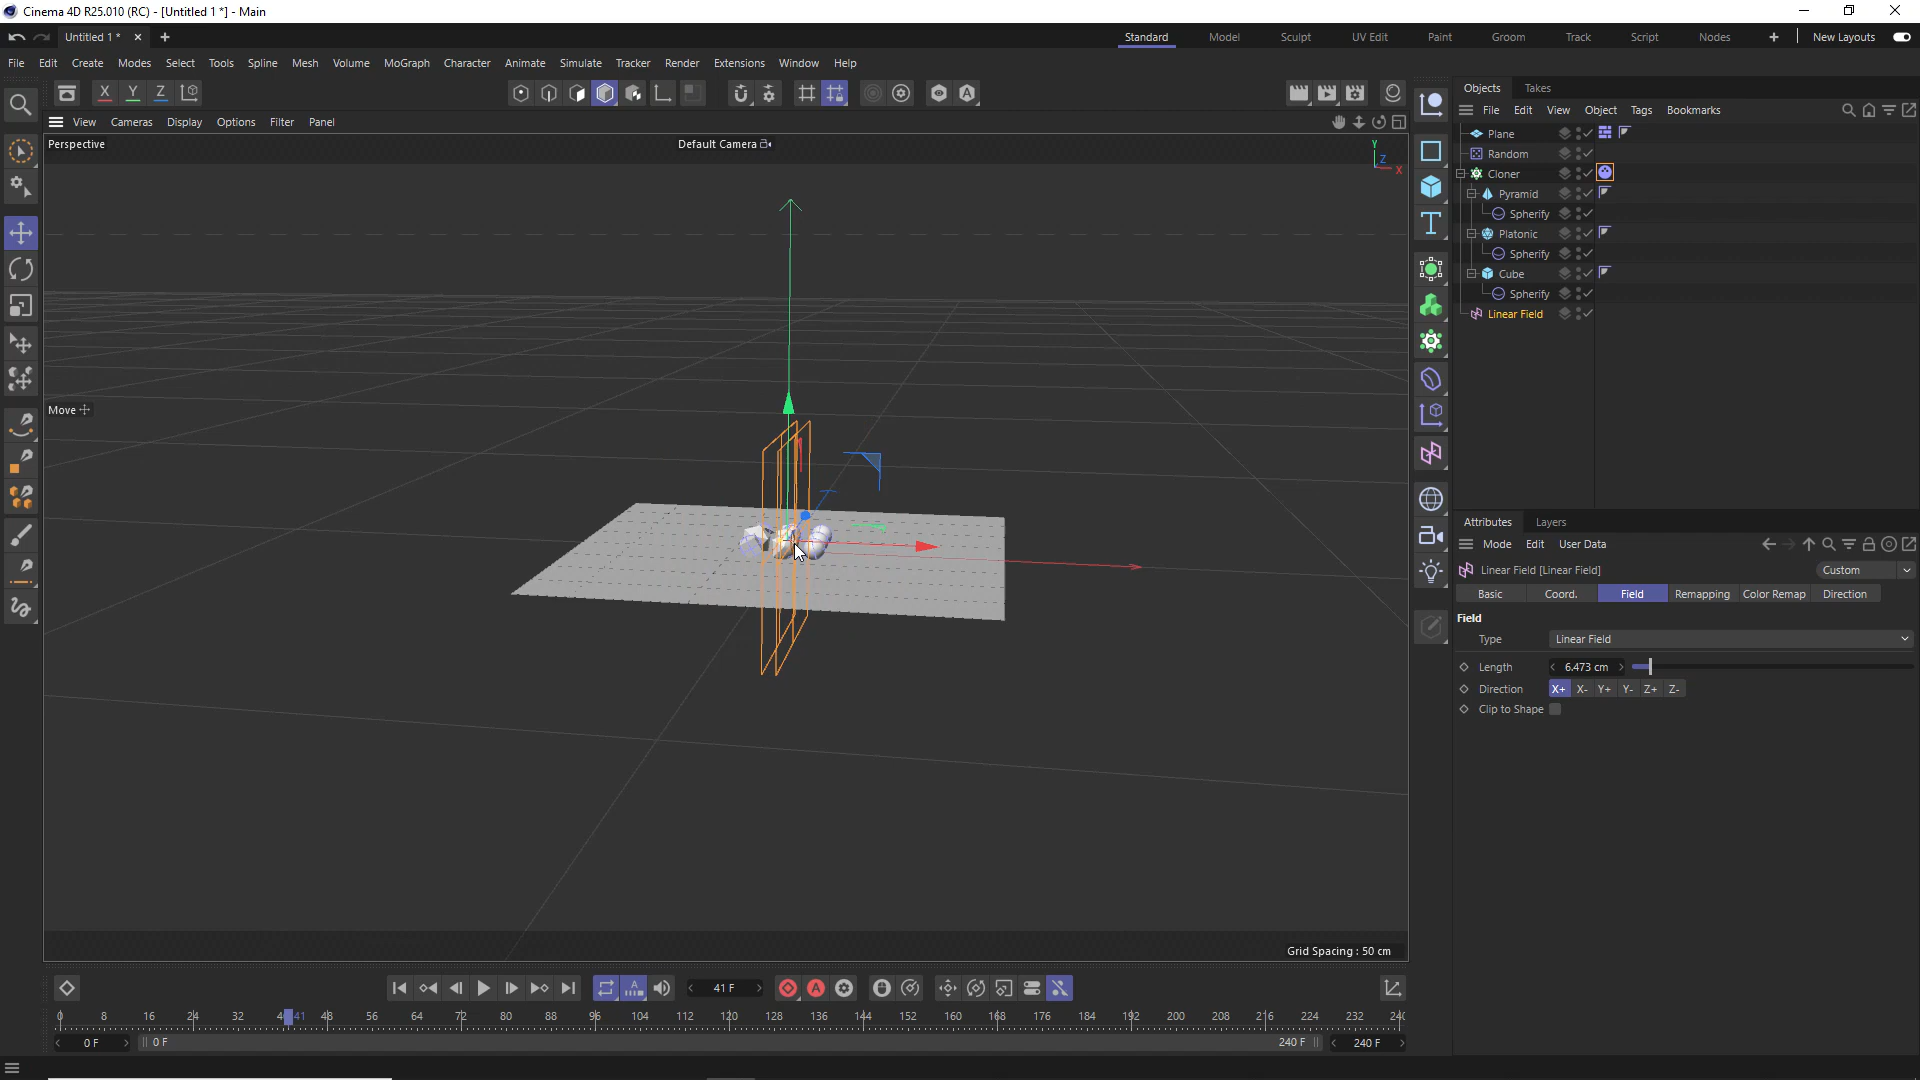 Cinema 4D R25.010 (RC) - [Untitled 1 *] - Main
Untitled 1 *
Standard Model Sculpt UV Edit Paint Groom Track Script Nodes New Layouts
File Edit Create Modes Select Tools Spline Mesh Volume MoGraph Character Animate Simulate Tracker Render Extensions Window Help
X Y Z
View Cameras Display Options Filter Panel
Perspective
Default Camera
Y
Z
X
Move
Grid Spacing : 50 cm
Objects Takes
File Edit View Object Tags Bookmarks
Plane
Random
Cloner
Pyramid
Spherify
Platonic
Spherify
Cube
Spherify
Linear Field
Attributes Layers
Mode Edit User Data
Linear Field [Linear Field]
Custom
Basic Coord. Field Remapping Color Remap Direction
Field
Type Linear Field
Length 6.473 cm
Direction X+ X- Y+ Y- Z+ Z-
Clip to Shape
41 F
0 8 16 24 32 41 48 56 64 72 80 88 96 104 112 120 128 136 144 152 160 168 176 184 192 200 208 216 224 232
0 F 0 F 240 F 240 F